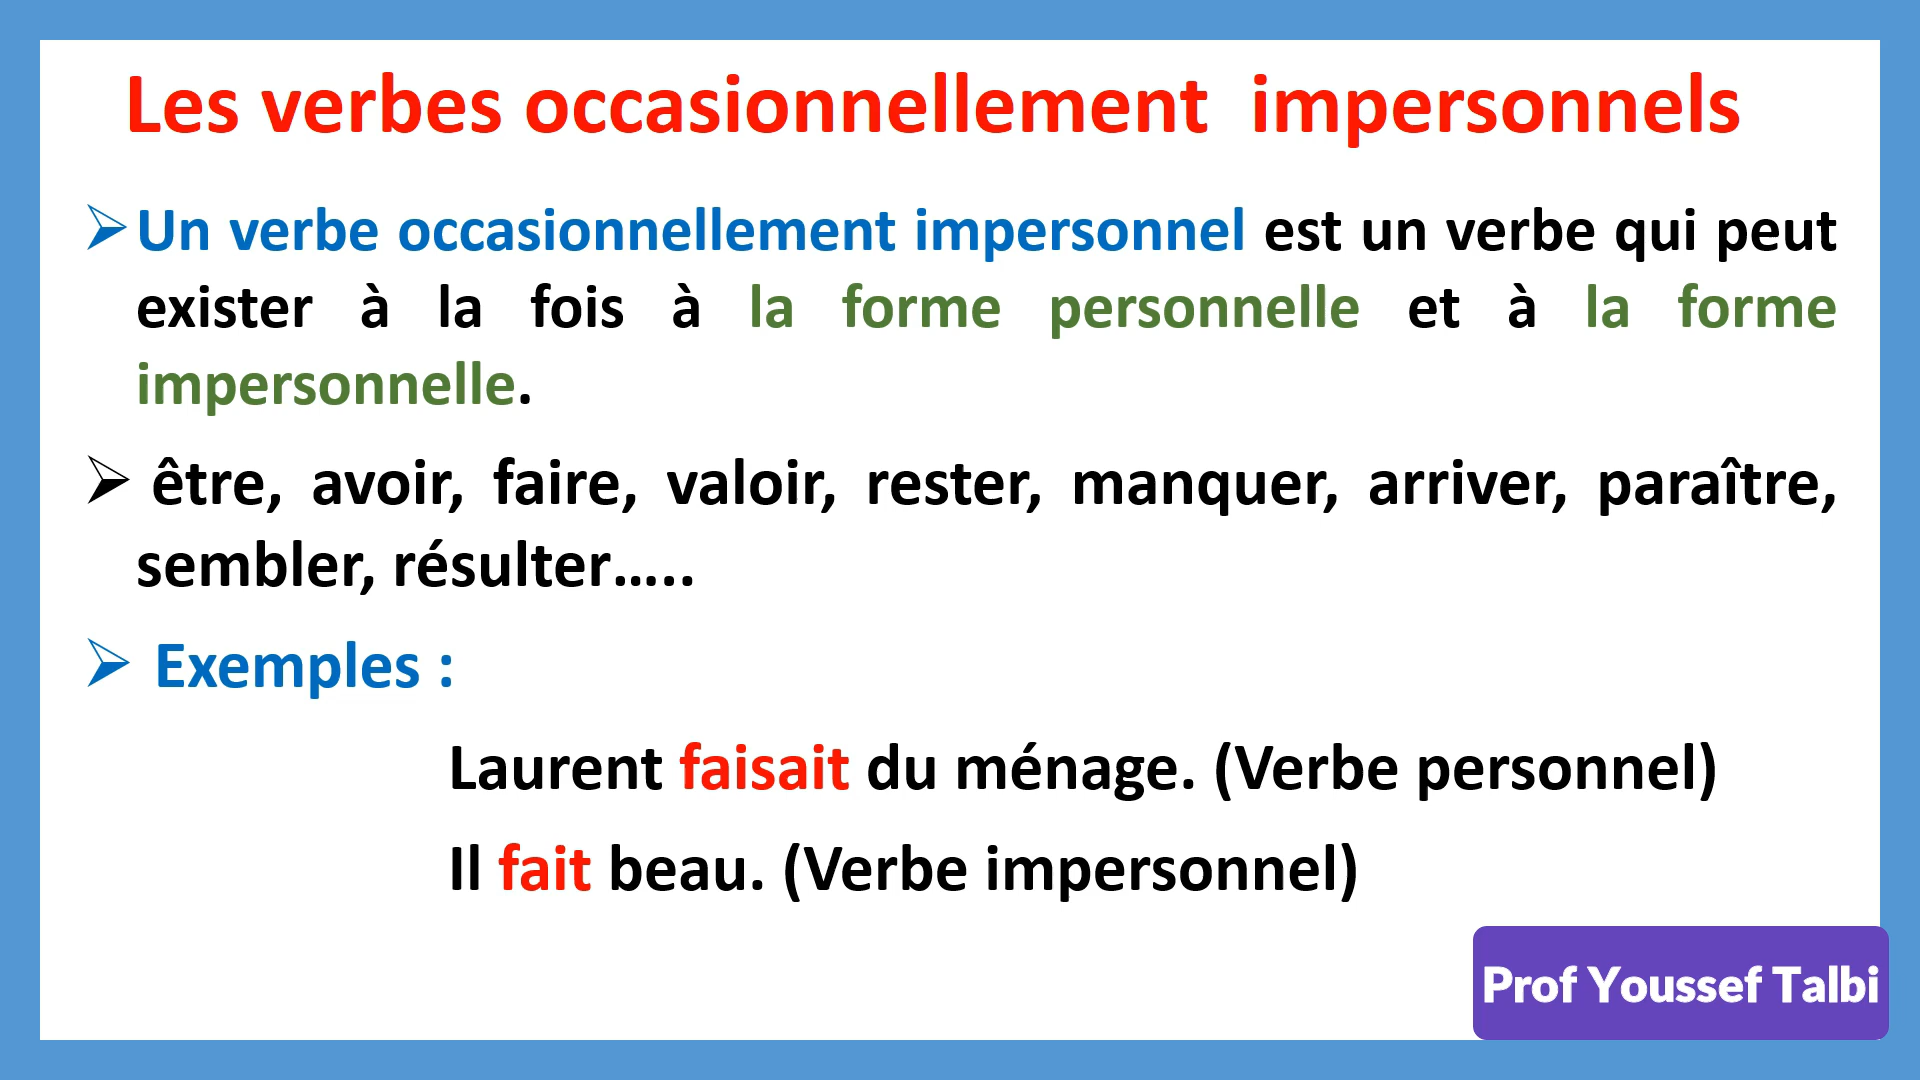 Les verbes occasionnellement impersonnels
Un verbe occasionnellement impersonnel est un verbe qui peut
exister à la fois à la forme personnelle et à la forme
impersonnelle.
être, avoir, faire, valoir, rester, manquer, arriver, paraître,
sembler, résulter…..
Exemples :
Laurent faisait du ménage. (Verbe personnel)
Il fait beau. (Verbe impersonnel)
Prof Youssef Talbi